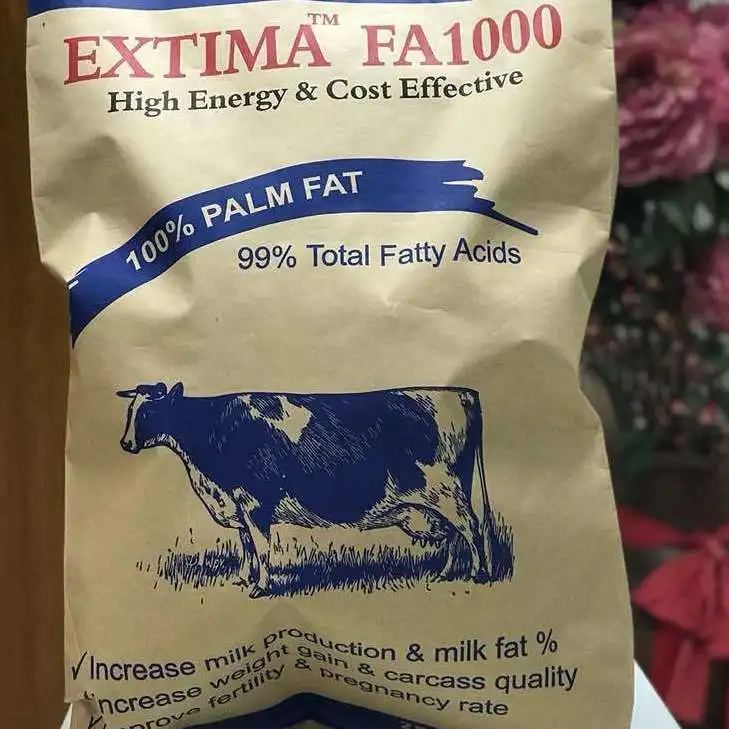 EXTIMA™ FA1000
High Energy & Cost Effective
100% PALM FAT
99% Total Fatty Acids
✓Increase milk production & milk fat %
Increase weight gain & carcass quality
prove fertility & pregnancy rate